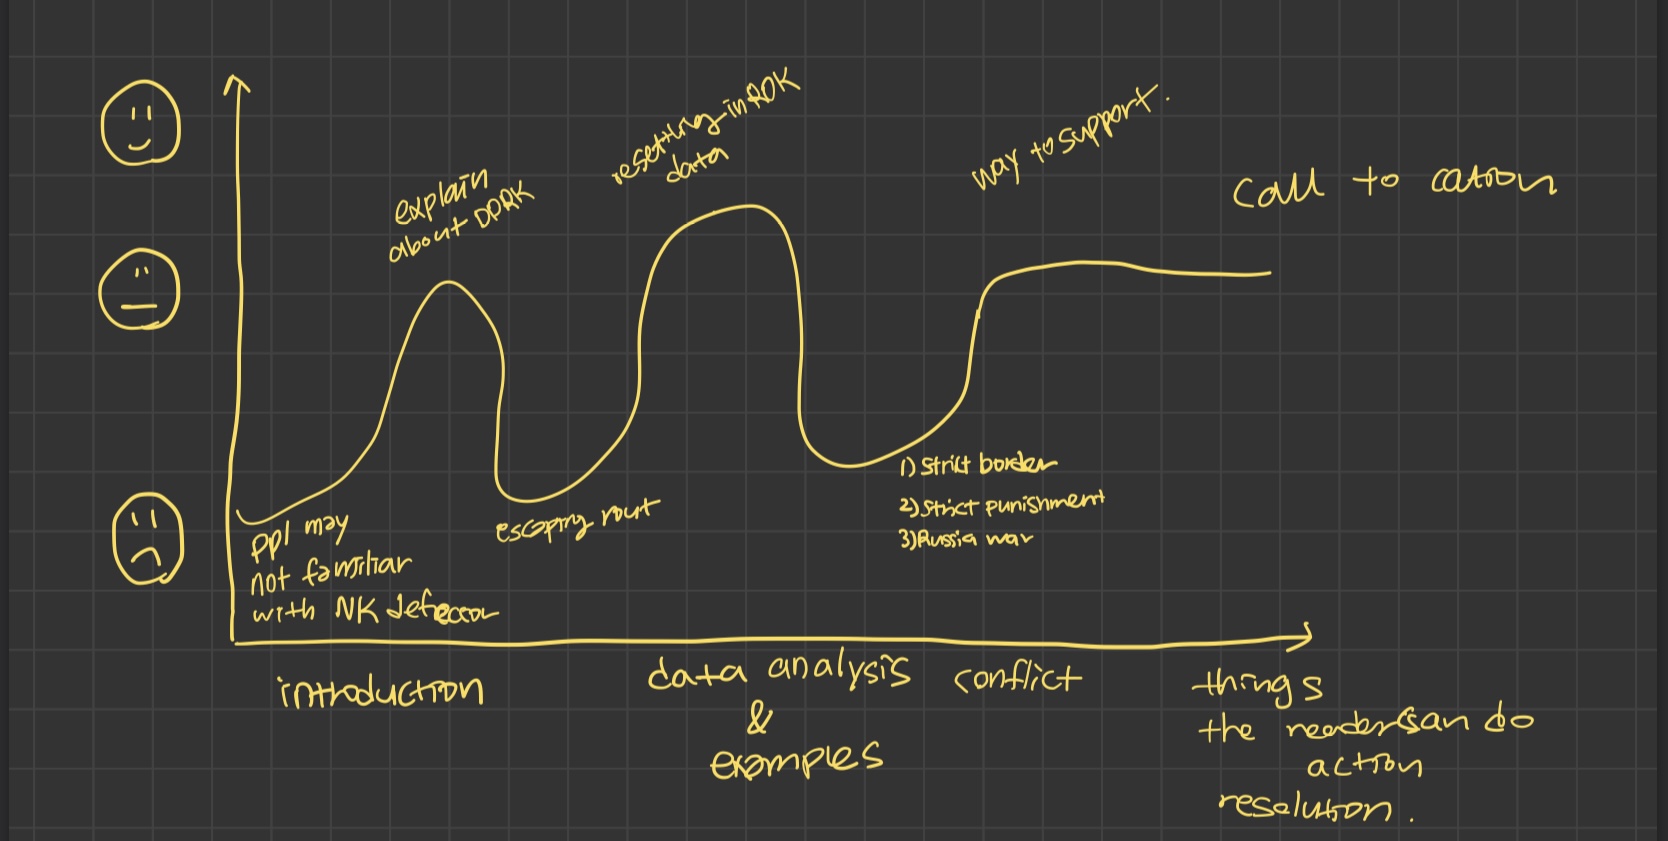 explain
about DPRK
resettling in ROK
data
way to support.
Call to cation
ppl may
not familiar
with NK defector
escaping rout
1) Strict border
2) Strict punishment
3) Russia war
introduction
data analysis
&
examples
conflict
things
the readers can do
action
resolution.